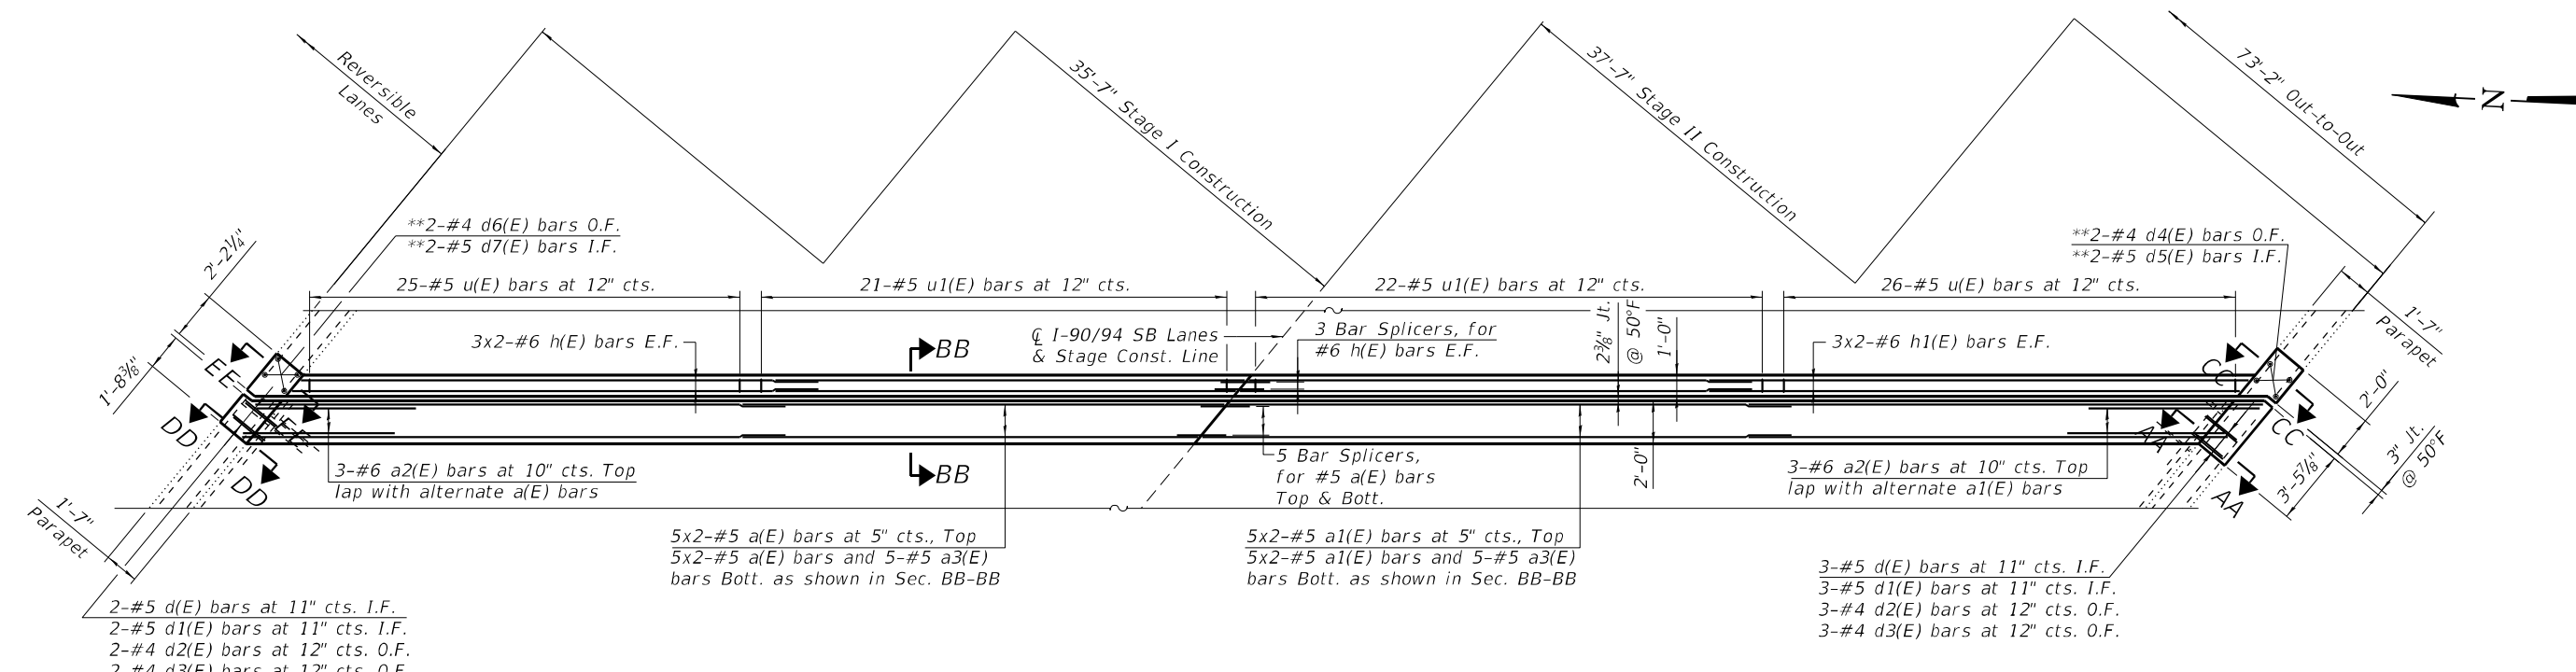 Reversible
Lanes
35'-7" Stage I Construction
37'-7" Stage II Construction
73'-2" Out-to-Out
N
**2-#4 d6(E) bars O.F.
**2-#5 d7(E) bars I.F.
2'-2¼"
1'-8⅜"
25-#5 u(E) bars at 12" cts.
21-#5 u1(E) bars at 12" cts.
22-#5 u1(E) bars at 12" cts.
26-#5 u(E) bars at 12" cts.
**2-#4 d4(E) bars O.F.
**2-#5 d5(E) bars I.F.
1'-7"
Parapet
3x2-#6 h(E) bars E.F.
BB
℄ I-90/94 SB Lanes
& Stage Const. Line
3 Bar Splicers, for
#6 h(E) bars E.F.
2⅜" Jt.
@ 50°F
1'-0"
3x2-#6 h1(E) bars E.F.
EE
EE
DD
DD
CC
CC
AA
AA
2'-0"
3" Jt.
@ 50°F
3'-5⅞"
3-#6 a2(E) bars at 10" cts. Top
lap with alternate a(E) bars
BB
5 Bar Splicers,
for #5 a(E) bars
Top & Bott.
2'-0"
3-#6 a2(E) bars at 10" cts. Top
lap with alternate a1(E) bars
1'-7"
Parapet
5x2-#5 a(E) bars at 5" cts., Top
5x2-#5 a(E) bars and 5-#5 a3(E)
bars Bott. as shown in Sec. BB-BB
5x2-#5 a1(E) bars at 5" cts., Top
5x2-#5 a1(E) bars and 5-#5 a3(E)
bars Bott. as shown in Sec. BB-BB
2-#5 d(E) bars at 11" cts. I.F.
2-#5 d1(E) bars at 11" cts. I.F.
2-#4 d2(E) bars at 12" cts. O.F.
2-#4 d3(E) bars at 12" cts. O.F.
3-#5 d(E) bars at 11" cts. I.F.
3-#5 d1(E) bars at 11" cts. I.F.
3-#4 d2(E) bars at 12" cts. O.F.
3-#4 d3(E) bars at 12" cts. O.F.